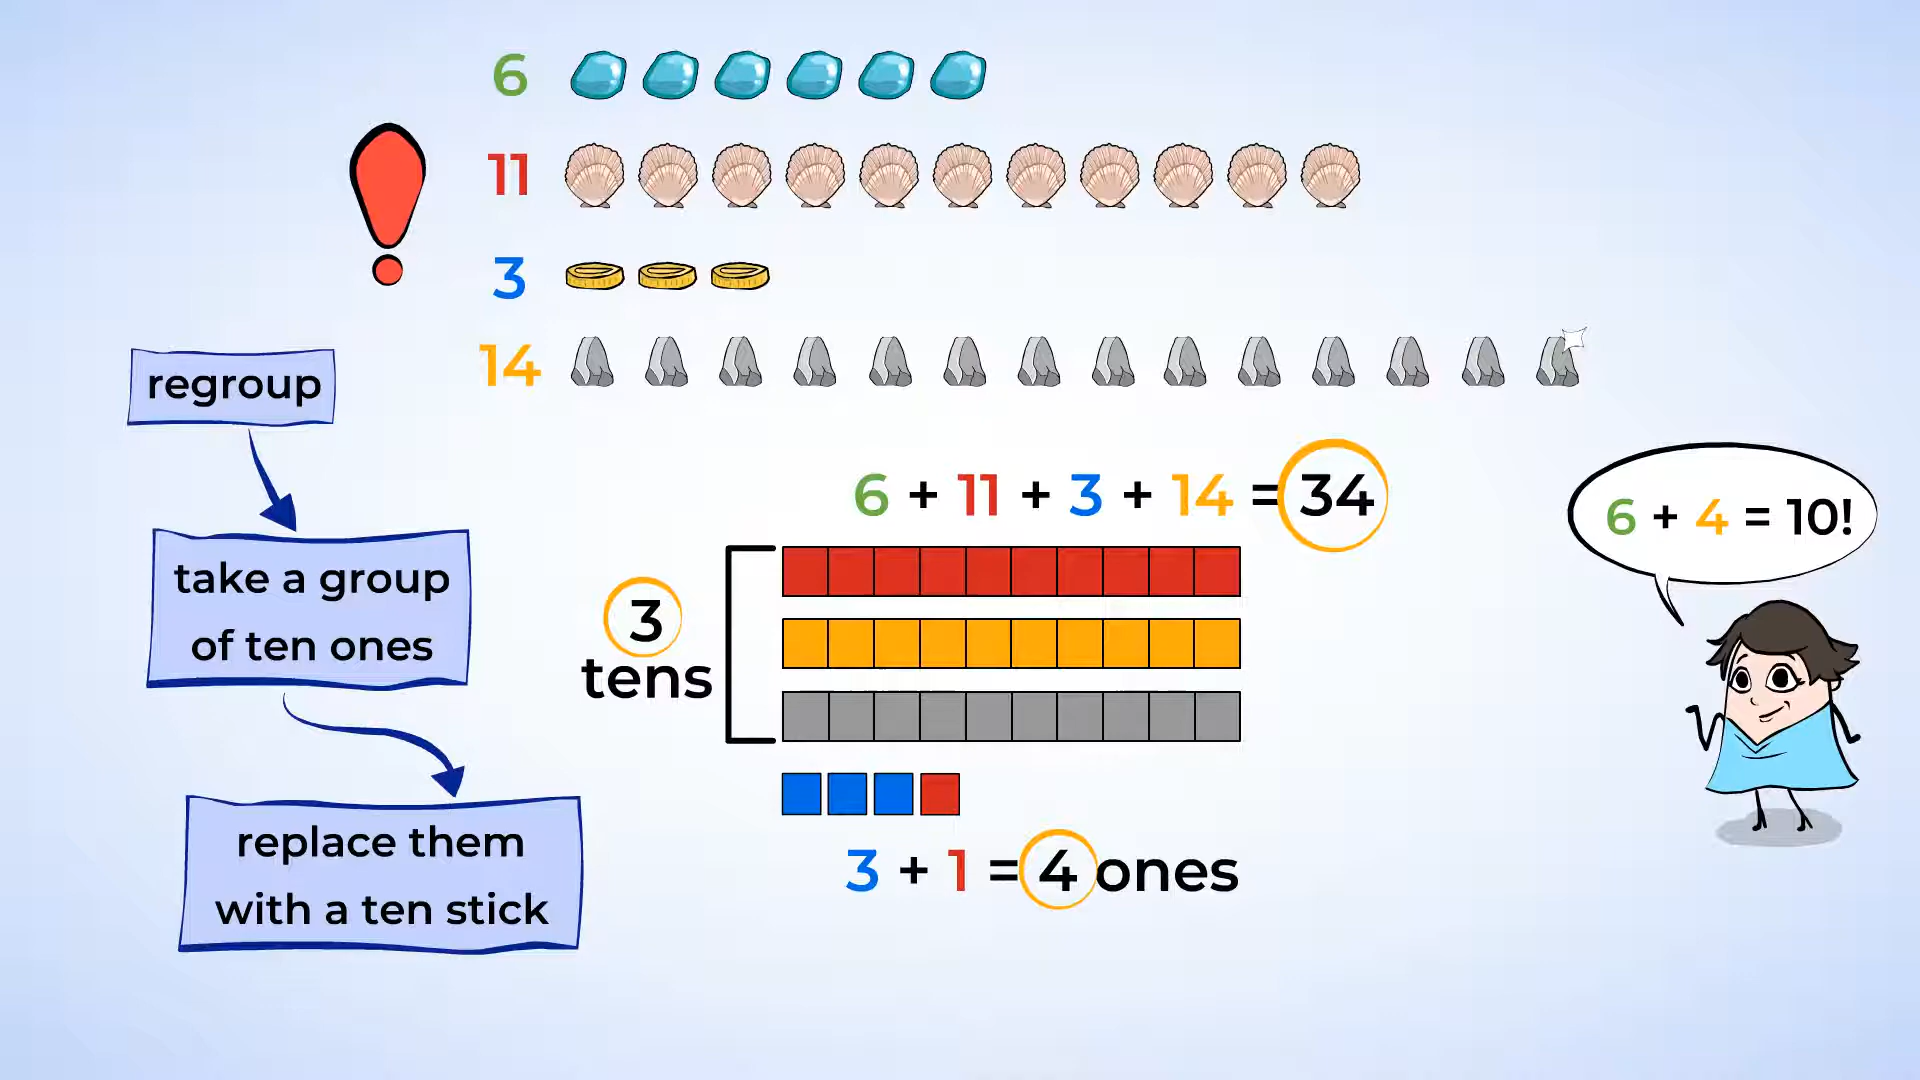 6
11
3
14
regroup
take a group
of ten ones
replace them
with a ten stick
6 + 11 + 3 + 14 = 34
3
tens
3 + 1 = 4 ones
6 + 4 = 10!